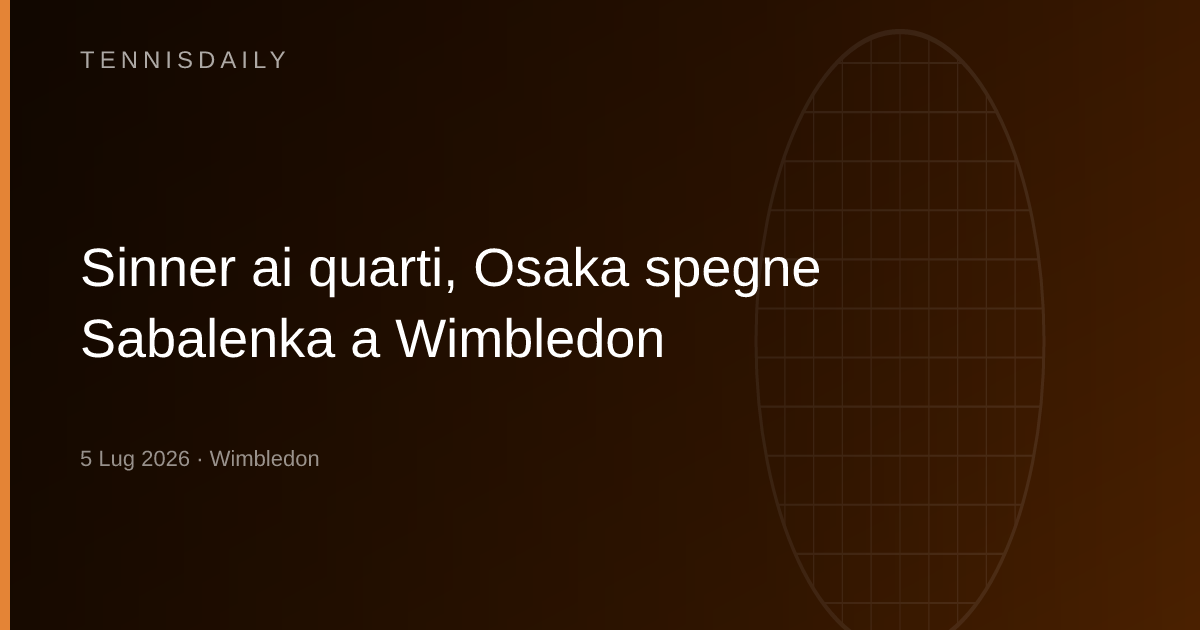 TENNISDAILY
Sinner ai quarti, Osaka spegne
Sabalenka a Wimbledon
5 Lug 2026 · Wimbledon